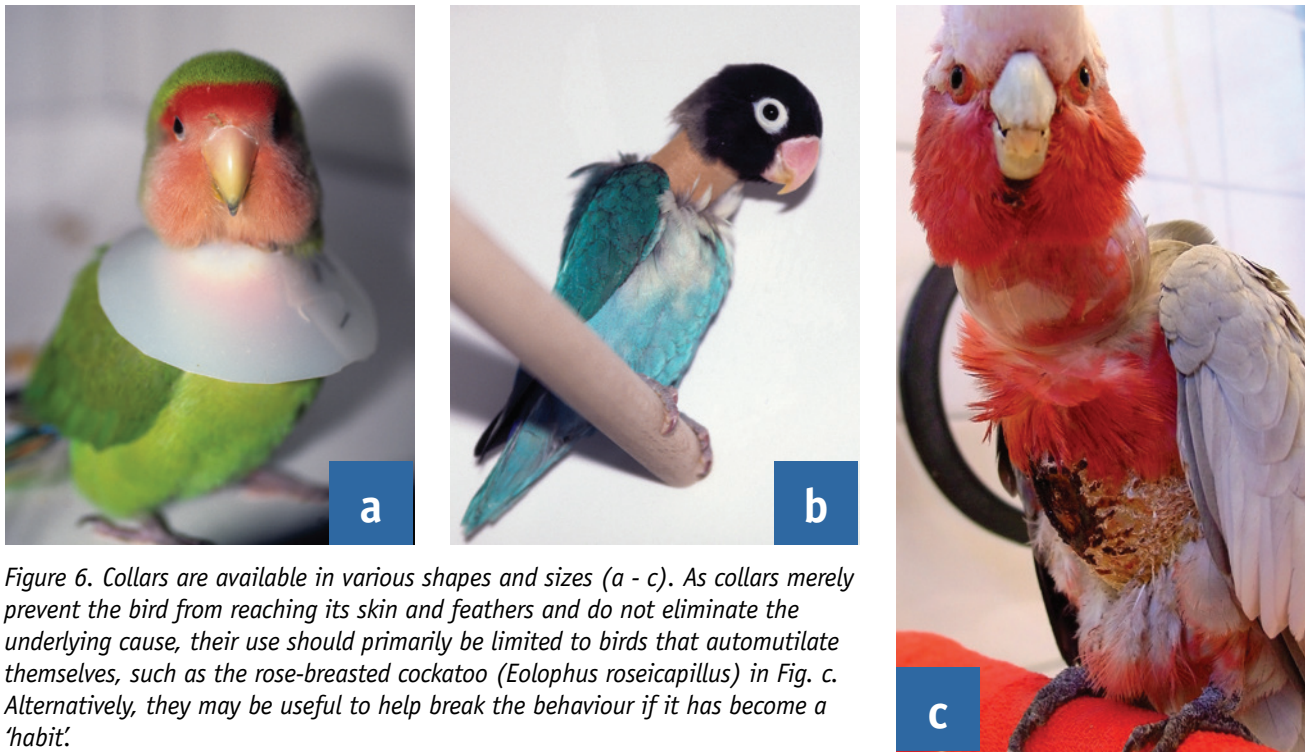 a
b
c
Figure 6. Collars are available in various shapes and sizes (a - c). As collars merely
prevent the bird from reaching its skin and feathers and do not eliminate the
underlying cause, their use should primarily be limited to birds that automutilate
themselves, such as the rose-breasted cockatoo (Eolophus roseicapillus) in Fig. c.
Alternatively, they may be useful to help break the behaviour if it has become a
‘habit’.